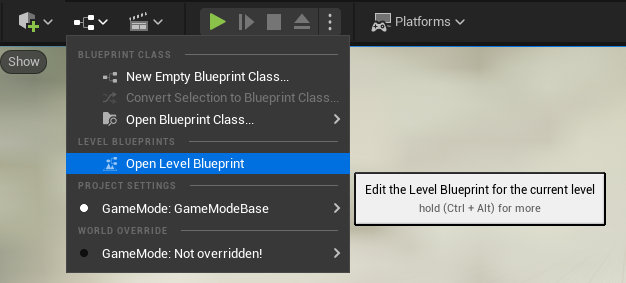 Platforms
Show
BLUEPRINT CLASS
New Empty Blueprint Class...
Convert Selection to Blueprint Class...
Open Blueprint Class...
LEVEL BLUEPRINTS
Open Level Blueprint
PROJECT SETTINGS
Edit the Level Blueprint for the current level
hold (Ctrl + Alt) for more
GameMode: GameModeBase
WORLD OVERRIDE
GameMode: Not overridden!